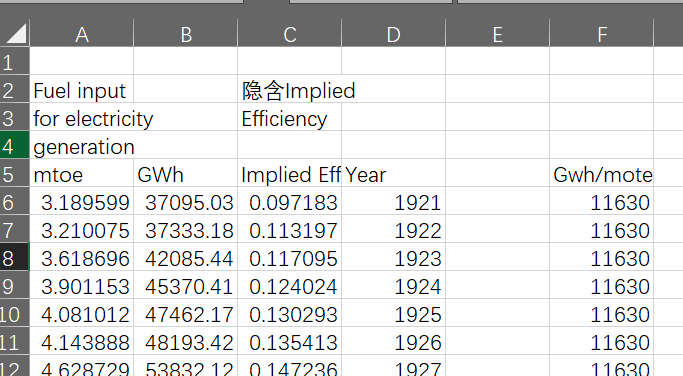 A B C D E F
1
2 Fuel input 隐含Implied
3 for electricity Efficiency
4 generation
5 mtoe GWh Implied Eff Year Gwh/mote
6 3.189599 37095.03 0.097183 1921 11630
7 3.210075 37333.18 0.113197 1922 11630
8 3.618696 42085.44 0.117095 1923 11630
9 3.901153 45370.41 0.124024 1924 11630
10 4.081012 47462.17 0.130293 1925 11630
11 4.143888 48193.42 0.135413 1926 11630
12 4.628729 53832.12 0.147236 1927 11630